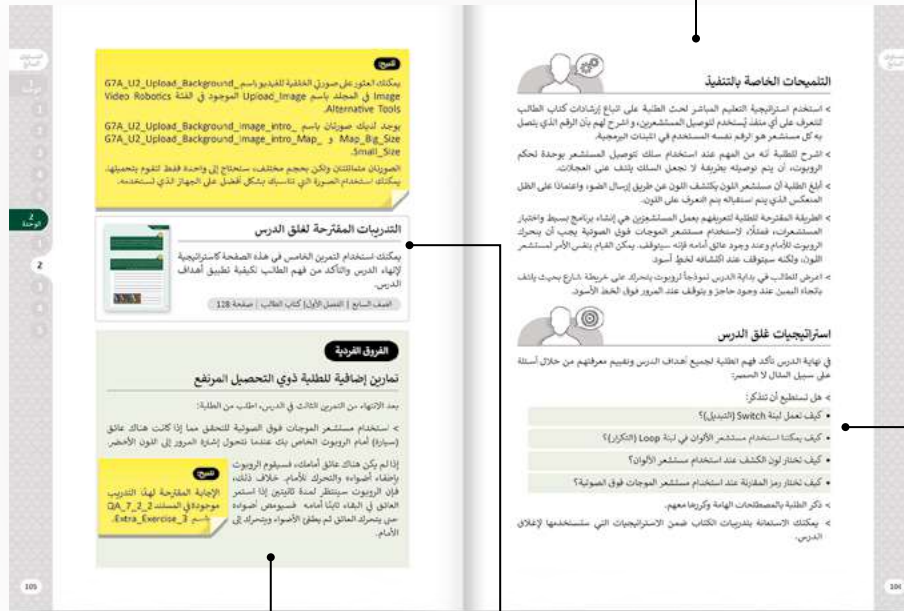 التلميحات الخاصة بالتنفيذ
> استخدم استراتيجية التعليم المباشر لحث الطلبة على اتباع إرشادات كتاب الطالب
للتعرف على أي منفذ يُستخدم لتوصيل المستشعرين، و اشرح لهم بأن الرقم الذي يتصل
به كل مستشعر هو الرقم نفسه المستخدم في اللبنات البرمجية.
> اشرح للطلبة أنه من المهم عند استخدام سلك لتوصيل المستشعر بوحدة تحكم
الروبوت، أن يتم توصيله بطريقة لا تجعل السلك يلتف على العجلات.
> أبلغ الطلبة أن مستشعر اللون يكتشف اللون عن طريق إرسال الضوء واعتمادًا على الظل
المنعكس الذي يتم استقباله يتم التعرف على اللون.
> الطريقة المقترحة للطلبة لتعريفهم بعمل المستشعرين هي إنشاء برنامج بسيط واختبار
المستشعرات، فمثلًا، لاستخدام مستشعر الموجات فوق الصوتية يجب أن يتحرك
الروبوت للأمام وعند وجود عائق أمامه فإنه سيتوقف. يمكن القيام بنفس الأمر لمستشعر
اللون، ولكنه سيتوقف عند اكتشافه لخط أسود.
> اعرض للطالب في بداية الدرس نموذجاً لروبوت يتحرك على خريطة شارع بحيث يلتف
باتجاه اليمين عند وجود حاجز و يتوقف عند المرور فوق الخط الأسود.
استراتيجيات غلق الدرس
في نهاية الدرس تأكد فهم الطلبة لجميع أهداف الدرس وتقييم معرفتهم من خلال أسئلة
على سبيل المثال لا الحصر:
> هل تستطيع أن تتذكر:
• كيف تعمل لبنة Switch (التبديل)؟
• كيف يمكننا استخدام مستشعر الألوان في لبنة Loop (التكرار)؟
• كيف تختار لون الكشف عند استخدام مستشعر الألوان؟
• كيف تختار رمز المقارنة عند استخدام مستشعر الموجات فوق الصوتية؟
> ذكر الطلبة بالمصطلحات الهامة وكررها معهم.
> يمكنك الاستعانة بتدريبات الكتاب ضمن الاستراتيجيات التي ستستخدمها لإغلاق
الدرس.
104
تلميح:
يمكنك العثور على صورتي الخلفية للفيديو باسم G7A_U2_Upload_Background_
Image في المجلد باسم Upload_Image الموجود في الفئة Video Robotics
Alternative Tools.
يوجد لديك صورتان باسم G7A_U2_Upload_Background_Image_intro_
Map_Big_Size و G7A_U2_Upload_Background_Image_intro_Map_
Small_Size.
الصورتان متماثلتان ولكن بحجم مختلف، ستحتاج إلى واحدة فقط لتقوم بتحميلها.
يمكنك استخدام الصورة التي تناسبك بشكل أفضل على الجهاز الذي تستخدمه.
التدريبات المقترحة لغلق الدرس
يمكنك استخدام التمرين الخامس في هذه الصفحة كاستراتيجية
لإنهاء الدرس والتأكد من فهم الطالب لكيفية تطبيق أهداف
الدرس.
الصف السابع | الفصل الأول | كتاب الطالب | صفحة 128
الفروق الفردية
تمارين إضافية للطلبة ذوي التحصيل المرتفع
بعد الانتهاء من التمرين الثالث في الدرس، اطلب من الطلبة:
> استخدام مستشعر الموجات فوق الصوتية للتحقق مما إذا كانت هناك عائق
(سيارة) أمام الروبوت الخاص بك عندما تتحول إشارة المرور إلى اللون الأخضر.
إذا لم يكن هناك عائق أمامك، فسيقوم الروبوت
بإطفاء أضواءه والتحرك للأمام. خلاف ذلك،
فإن الروبوت سينتظر لمدة ثانيتين إذا استمر
العائق في البقاء ثابتًا أمامه فسيومض أضواءه
حتى يتحرك العائق ثم يطفئ الأضواء ويتحرك إلى
الأمام.
تلميح:
الإجابة المقترحة لهذا التدريب
موجودة في المستند QA_7_2_2
باسم Extra_Exercise_3.
2
الوحدة
2
105